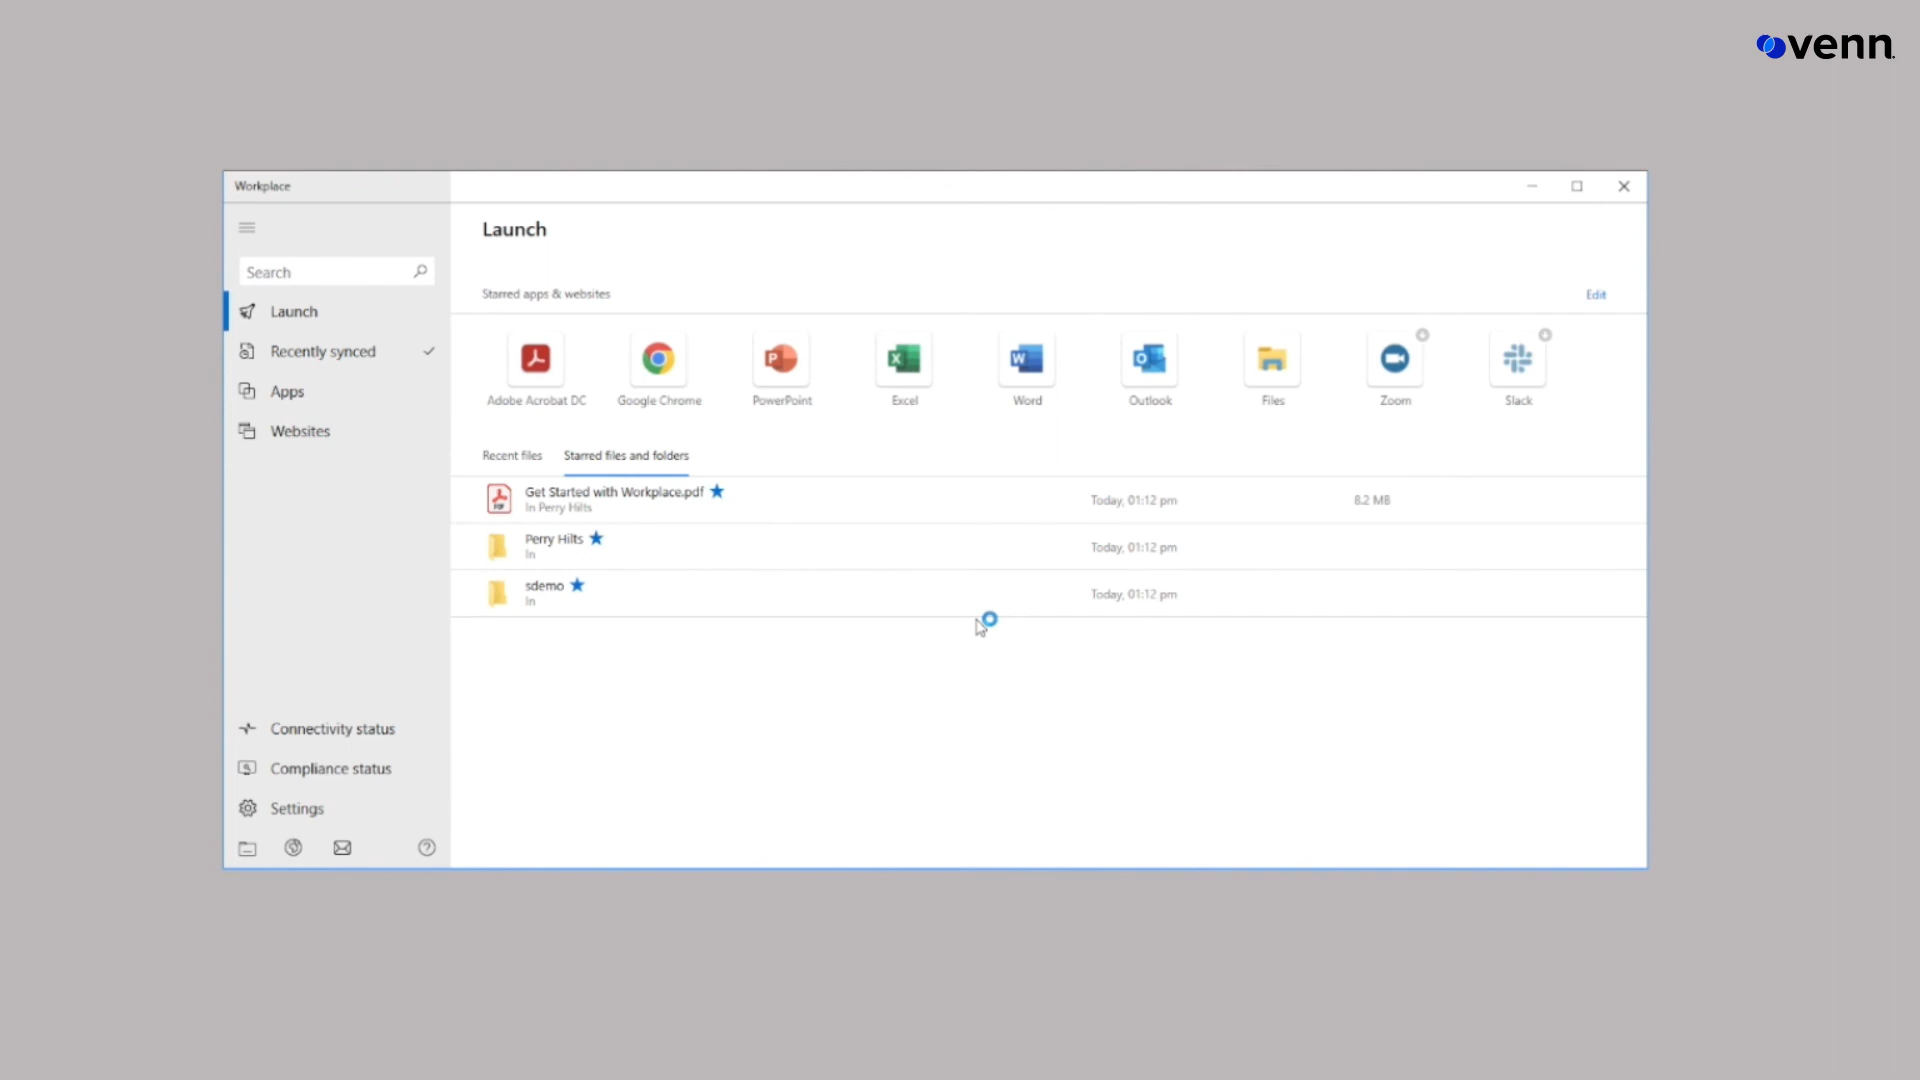 venn
Workplace
Launch
Search
Launch
Recently synced
Apps
Websites
Starred apps & websites
Edit
Adobe Acrobat DC
Google Chrome
PowerPoint
Excel
Word
Outlook
Files
Zoom
Slack
Recent files
Starred files and folders
Get Started with Workplace.pdf
In Perry Hilts
Today, 01:12 pm
8.2 MB
Perry Hilts
In
Today, 01:12 pm
sdemo
In
Today, 01:12 pm
Connectivity status
Compliance status
Settings